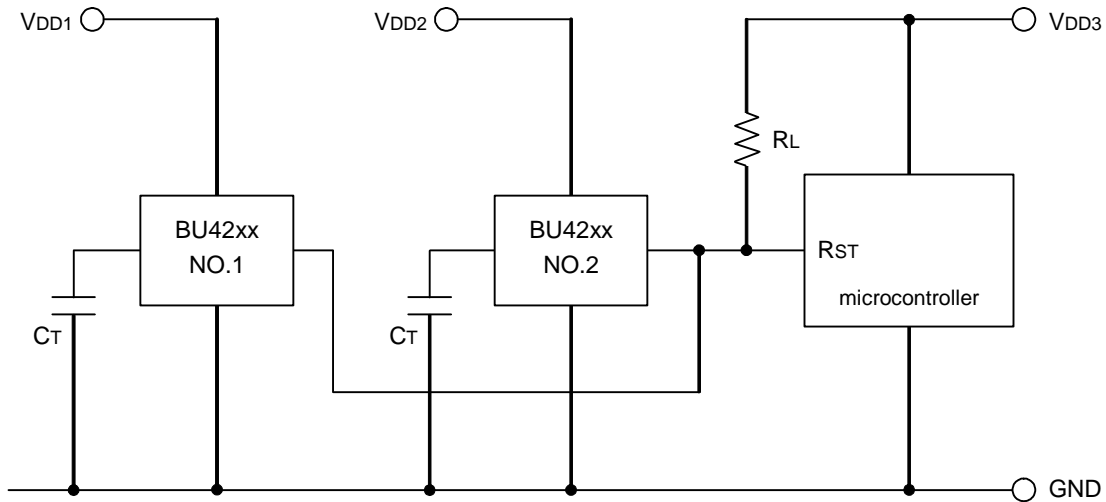 VDD1
VDD2
VDD3
RL
BU42xx
NO.1
BU42xx
NO.2
RST
microcontroller
CT
CT
GND